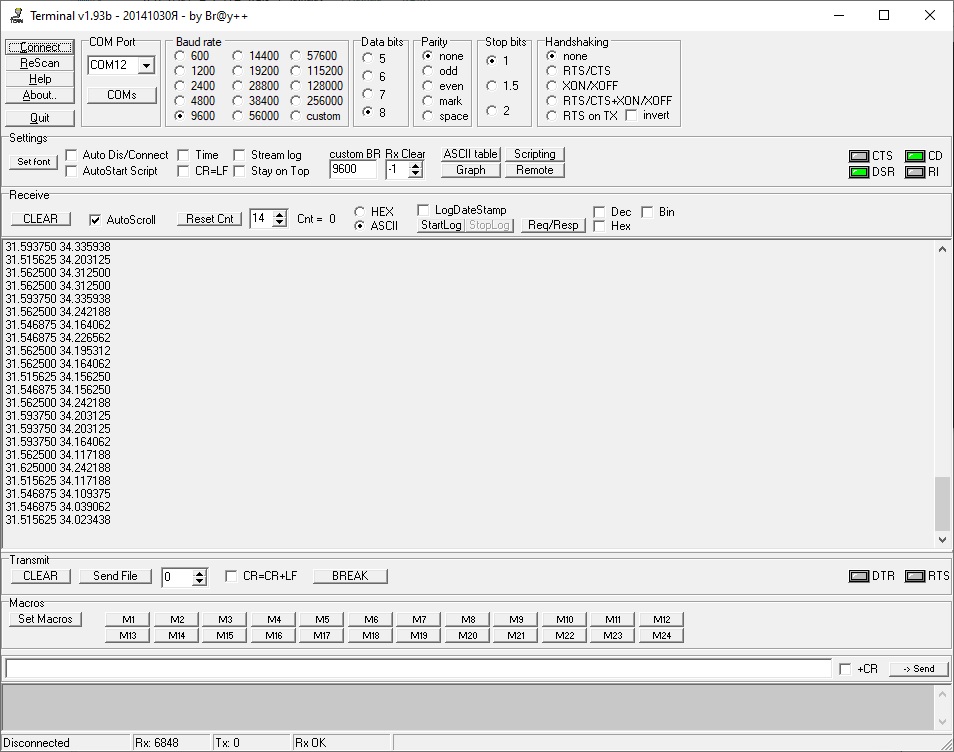 Terminal v1.93b - 20141030Я - by Br@y++
Connect
ReScan
Help
About..
Quit
COM Port
COM12
COMs
Baud rate
600 14400 57600
1200 19200 115200
2400 28800 128000
4800 38400 256000
9600 56000 custom
Data bits
5
6
7
8
Parity
none
odd
even
mark
space
Stop bits
1
1.5
2
Handshaking
none
RTS/CTS
XON/XOFF
RTS/CTS+XON/XOFF
RTS on TX invert
Settings
Set font
Auto Dis/Connect Time Stream log
AutoStart Script CR=LF Stay on Top
custom BR Rx Clear
9600 -1
ASCII table Scripting
Graph Remote
CTS CD
DSR RI
Receive
CLEAR AutoScroll Reset Cnt 14 Cnt = 0
HEX
ASCII
LogDateStamp
StartLog StopLog Req/Resp
Dec Bin
Hex
31.593750 34.335938
31.515625 34.203125
31.562500 34.312500
31.562500 34.312500
31.593750 34.335938
31.562500 34.242188
31.546875 34.164062
31.546875 34.226562
31.562500 34.195312
31.562500 34.164062
31.515625 34.156250
31.546875 34.156250
31.562500 34.242188
31.593750 34.203125
31.593750 34.203125
31.593750 34.164062
31.562500 34.117188
31.625000 34.242188
31.515625 34.117188
31.546875 34.109375
31.546875 34.039062
31.515625 34.023438
Transmit
CLEAR Send File 0 CR=CR+LF BREAK DTR RTS
Macros
Set Macros M1 M2 M3 M4 M5 M6 M7 M8 M9 M10 M11 M12
M13 M14 M15 M16 M17 M18 M19 M20 M21 M22 M23 M24
+CR -> Send
Disconnected Rx: 6848 Tx: 0 Rx OK